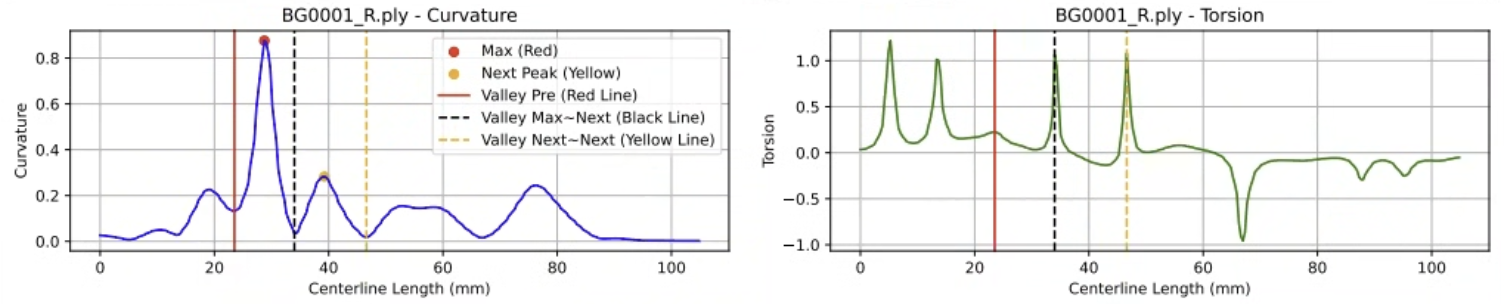 BG0001_R.ply - Curvature
0.8
0.6
0.4
0.2
0.0
Curvature
Max (Red)
Next Peak (Yellow)
Valley Pre (Red Line)
Valley Max~Next (Black Line)
Valley Next~Next (Yellow Line)
0 20 40 60 80 100
Centerline Length (mm)
BG0001_R.ply - Torsion
1.0
0.5
0.0
−0.5
−1.0
Torsion
0 20 40 60 80 100
Centerline Length (mm)